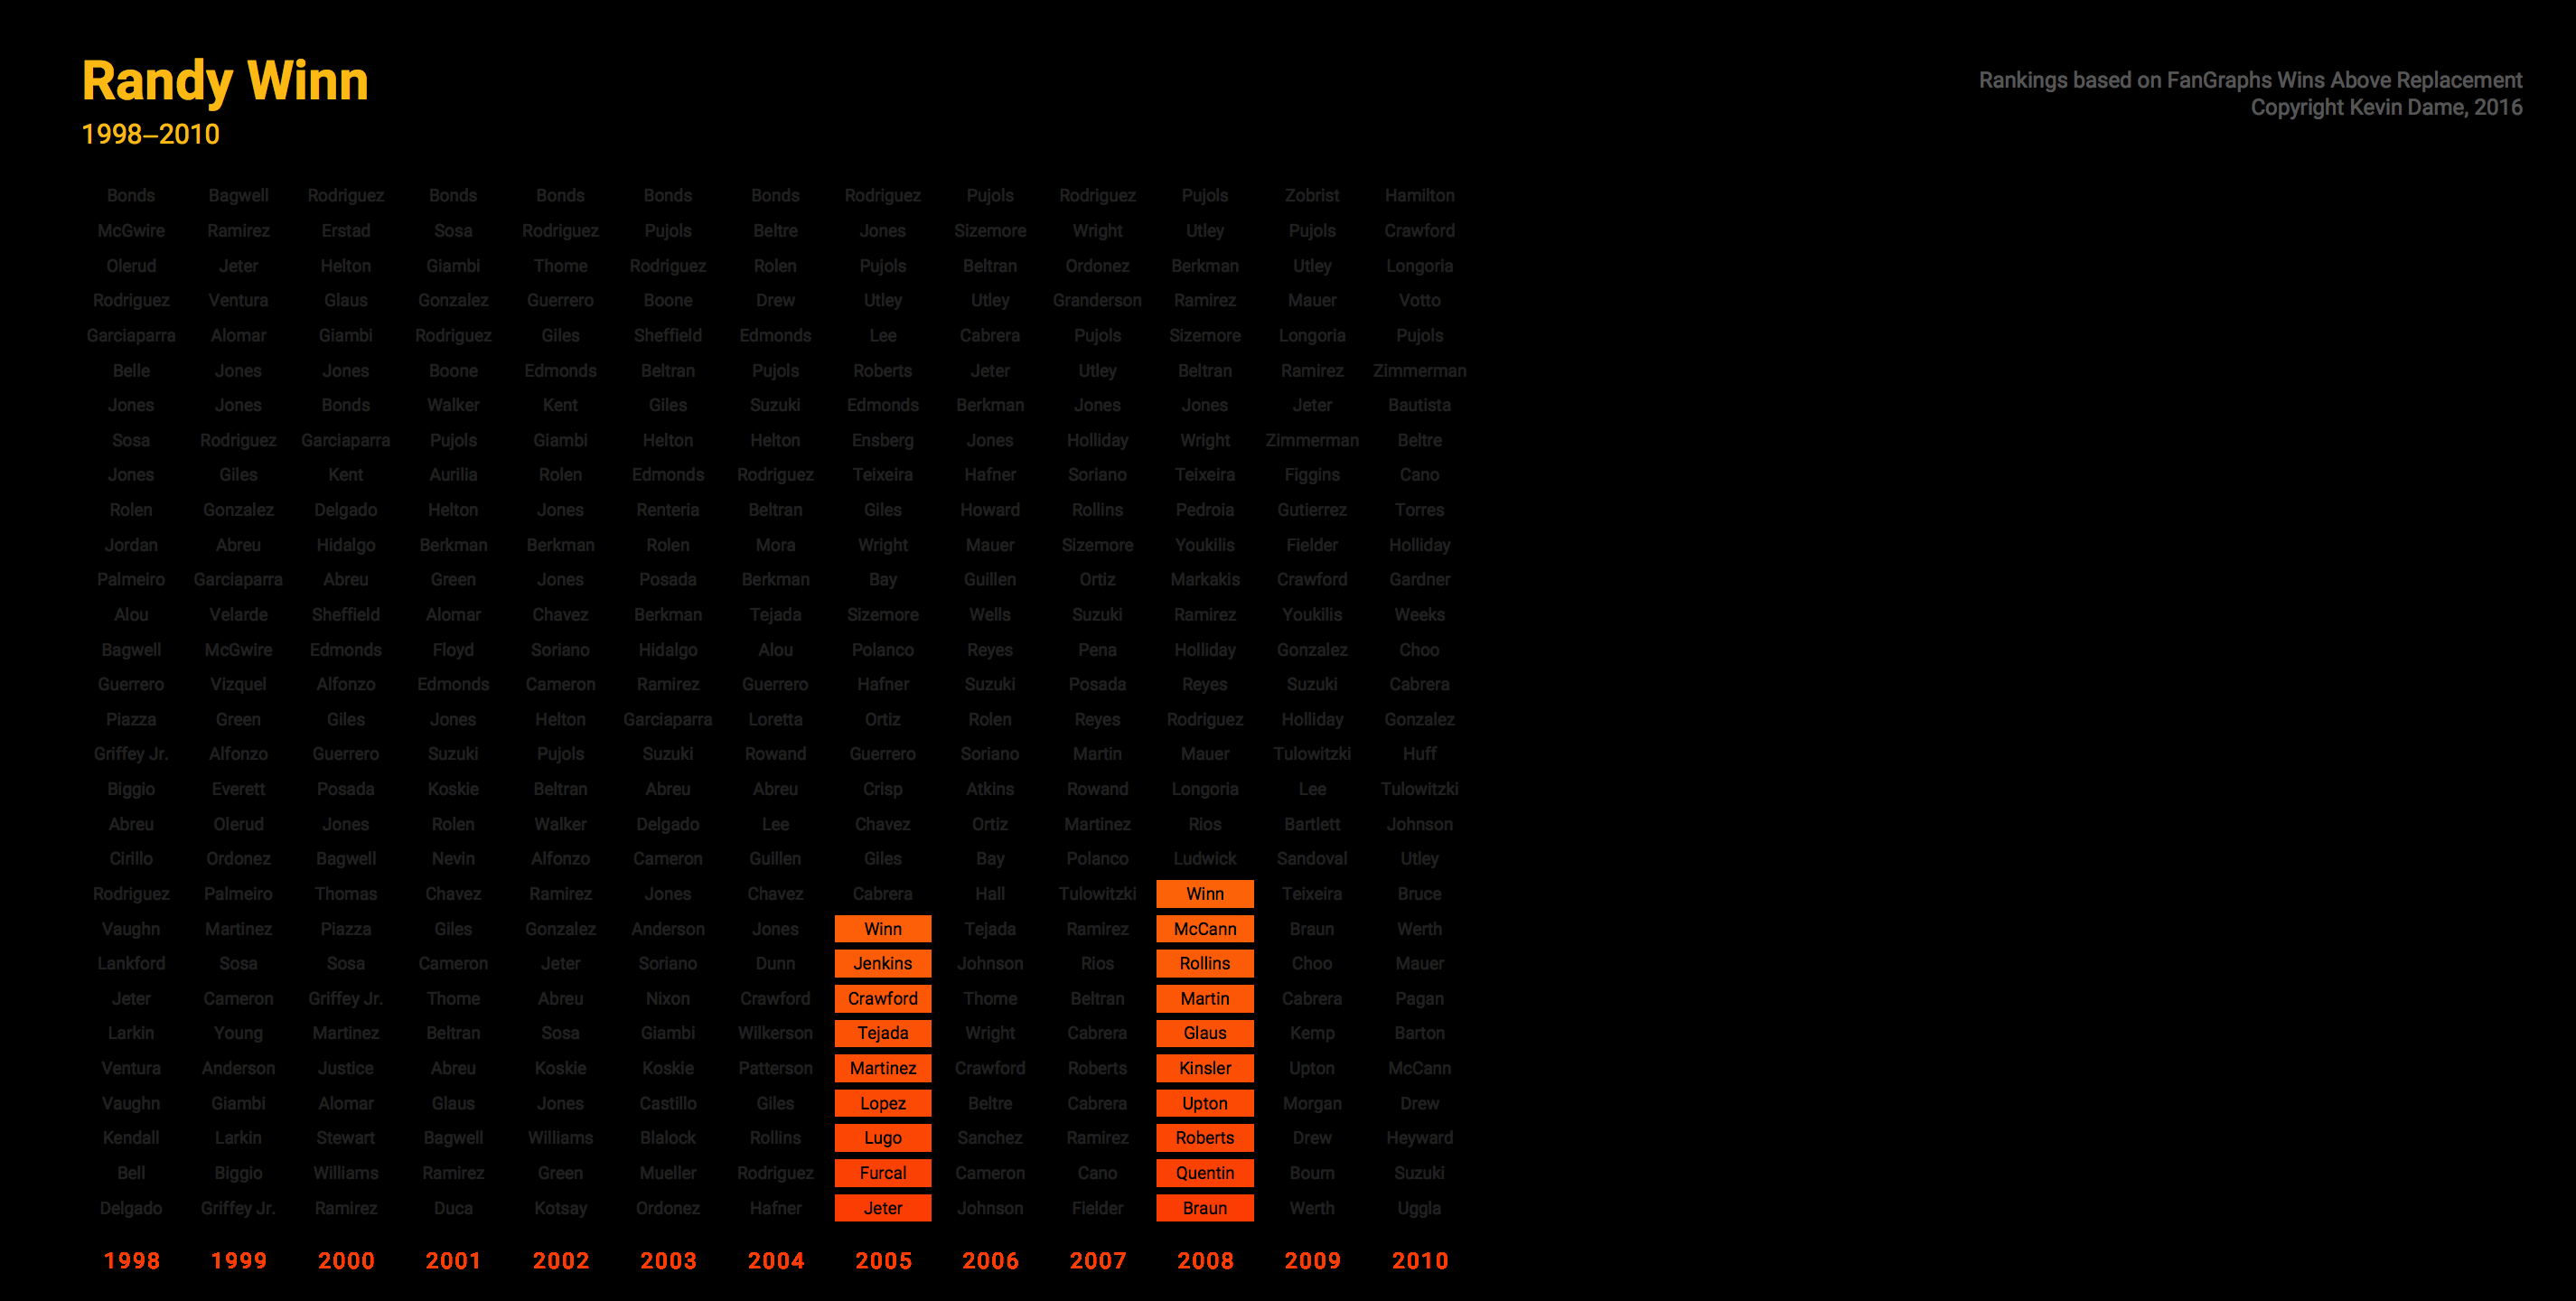 Randy Winn
1998–2010
Rankings based on FanGraphs Wins Above Replacement
Copyright Kevin Dame, 2016
Bonds Bagwell Rodriguez Bonds Bonds Bonds Bonds Rodriguez Pujols Rodriguez Pujols Zobrist Hamilton
McGwire Ramirez Erstad Sosa Rodriguez Pujols Beltre Jones Sizemore Wright Utley Pujols Crawford
Olerud Jeter Helton Giambi Thome Rodriguez Rolen Pujols Beltran Ordonez Berkman Utley Longoria
Rodriguez Ventura Glaus Gonzalez Guerrero Boone Drew Utley Utley Granderson Ramirez Mauer Votto
Garciaparra Alomar Giambi Rodriguez Giles Sheffield Edmonds Lee Cabrera Pujols Sizemore Longoria Pujols
Belle Jones Jones Boone Edmonds Beltran Pujols Roberts Jeter Utley Beltran Ramirez Zimmerman
Jones Jones Bonds Walker Kent Giles Suzuki Edmonds Berkman Jones Jones Jeter Bautista
Sosa Rodriguez Garciaparra Pujols Giambi Helton Helton Ensberg Jones Holliday Wright Zimmerman Beltre
Jones Giles Kent Aurilia Rolen Edmonds Rodriguez Teixeira Hafner Soriano Teixeira Figgins Cano
Rolen Gonzalez Delgado Helton Jones Renteria Beltran Giles Howard Rollins Pedroia Gutierrez Torres
Jordan Abreu Hidalgo Berkman Berkman Rolen Mora Wright Mauer Sizemore Youkilis Fielder Holliday
Palmeiro Garciaparra Abreu Green Jones Posada Berkman Bay Guillen Ortiz Markakis Crawford Gardner
Alou Velarde Sheffield Alomar Chavez Berkman Tejada Sizemore Wells Suzuki Ramirez Youkilis Weeks
Bagwell McGwire Edmonds Floyd Soriano Hidalgo Alou Polanco Reyes Pena Holliday Gonzalez Choo
Guerrero Vizquel Alfonzo Edmonds Cameron Ramirez Guerrero Hafner Suzuki Posada Reyes Suzuki Cabrera
Piazza Green Giles Jones Helton Garciaparra Loretta Ortiz Rolen Reyes Rodriguez Holliday Gonzalez
Griffey Jr. Alfonzo Guerrero Suzuki Pujols Suzuki Rowand Guerrero Soriano Martin Mauer Tulowitzki Huff
Biggio Everett Posada Koskie Beltran Abreu Abreu Crisp Atkins Rowand Longoria Lee Tulowitzki
Abreu Olerud Jones Rolen Walker Delgado Lee Chavez Ortiz Martinez Rios Bartlett Johnson
Cirillo Ordonez Bagwell Nevin Alfonzo Cameron Guillen Giles Bay Polanco Ludwick Sandoval Utley
Rodriguez Palmeiro Thomas Chavez Ramirez Jones Chavez Cabrera Hall Tulowitzki Winn Teixeira Bruce
Vaughn Martinez Piazza Giles Gonzalez Anderson Jones Winn Tejada Ramirez McCann Braun Werth
Lankford Sosa Sosa Cameron Jeter Soriano Dunn Jenkins Johnson Rios Rollins Choo Mauer
Jeter Cameron Griffey Jr. Thome Abreu Nixon Crawford Crawford Thome Beltran Martin Cabrera Pagan
Larkin Young Martinez Beltran Sosa Giambi Wilkerson Tejada Wright Cabrera Glaus Kemp Barton
Ventura Anderson Justice Abreu Koskie Koskie Patterson Martinez Crawford Roberts Kinsler Upton McCann
Vaughn Giambi Alomar Glaus Jones Castillo Giles Lopez Beltre Cabrera Upton Morgan Drew
Kendall Larkin Stewart Bagwell Williams Blalock Rollins Lugo Sanchez Ramirez Roberts Drew Heyward
Bell Biggio Williams Ramirez Green Mueller Rodriguez Furcal Cameron Cano Quentin Bourn Suzuki
Delgado Griffey Jr. Ramirez Duca Kotsay Ordonez Hafner Jeter Johnson Fielder Braun Werth Uggla
1998 1999 2000 2001 2002 2003 2004 2005 2006 2007 2008 2009 2010